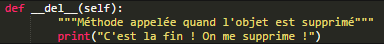 def __del__(self):
"""Méthode appelée quand l'objet est supprimé"""
print("C'est la fin ! On me supprime !")